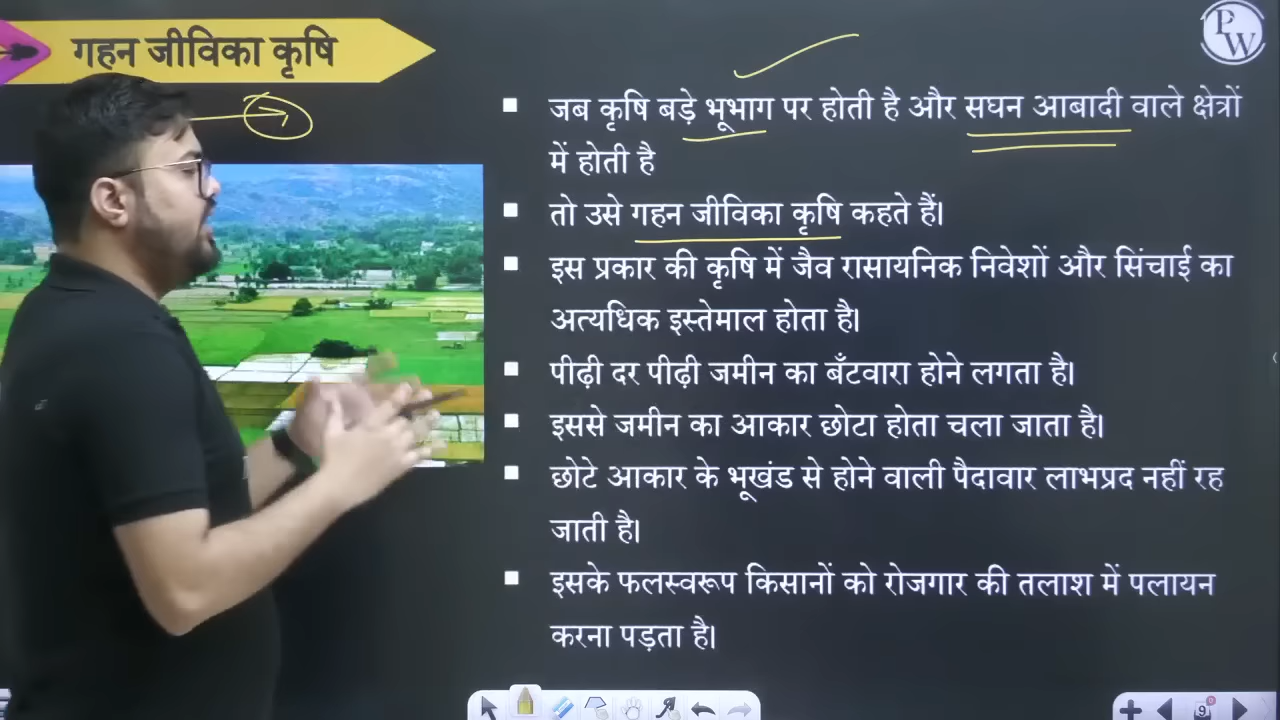 गहन जीविका कृषि
PW
जब कृषि बड़े भूभाग पर होती है और सघन आबादी वाले क्षेत्रों
में होती है
तो उसे गहन जीविका कृषि कहते हैं।
इस प्रकार की कृषि में जैव रासायनिक निवेशों और सिंचाई का
अत्यधिक इस्तेमाल होता है।
पीढ़ी दर पीढ़ी जमीन का बँटवारा होने लगता है।
इससे जमीन का आकार छोटा होता चला जाता है।
छोटे आकार के भूखंड से होने वाली पैदावार लाभप्रद नहीं रह
जाती है।
इसके फलस्वरूप किसानों को रोजगार की तलाश में पलायन
करना पड़ता है।
9